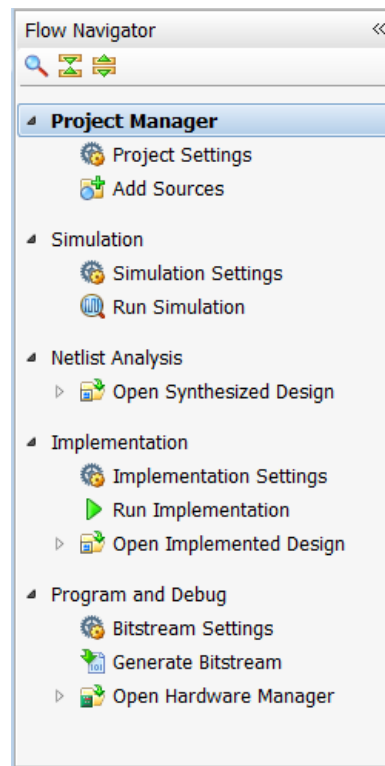 Flow Navigator
Project Manager
Project Settings
Add Sources
Simulation
Simulation Settings
Run Simulation
Netlist Analysis
Open Synthesized Design
Implementation
Implementation Settings
Run Implementation
Open Implemented Design
Program and Debug
Bitstream Settings
Generate Bitstream
Open Hardware Manager